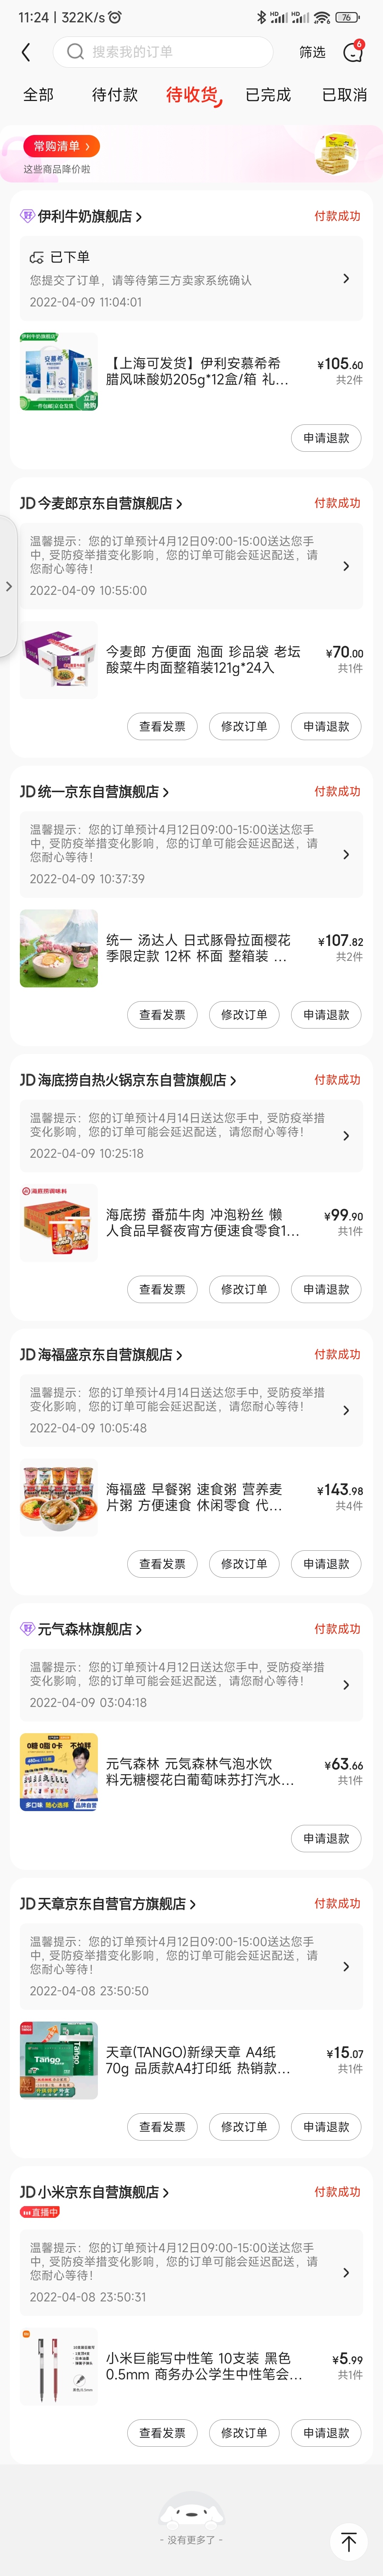 11:24 | 322K/s
76
搜索我的订单
筛选
6
全部
待付款
待收货
已完成
已取消
常购清单 >
这些商品降价啦
伊利牛奶旗舰店 >
付款成功
已下单
您提交了订单，请等待第三方卖家系统确认
2022-04-09 11:04:01
【上海可发货】伊利安慕希希
腊风味酸奶205g*12盒/箱 礼...
¥105.60
共2件
申请退款
JD 今麦郎京东自营旗舰店 >
付款成功
温馨提示：您的订单预计4月12日09:00-15:00送达您手
中, 受防疫举措变化影响，您的订单可能会延迟配送，请
您耐心等待！
2022-04-09 10:55:00
今麦郎 方便面 泡面 珍品袋 老坛
酸菜牛肉面整箱装121g*24入
¥70.00
共1件
查看发票
修改订单
申请退款
JD 统一京东自营旗舰店 >
付款成功
温馨提示：您的订单预计4月12日09:00-15:00送达您手
中, 受防疫举措变化影响，您的订单可能会延迟配送，请
您耐心等待！
2022-04-09 10:37:39
统一 汤达人 日式豚骨拉面樱花
季限定款 12杯 杯面 整箱装 ...
¥107.82
共2件
查看发票
修改订单
申请退款
JD 海底捞自热火锅京东自营旗舰店 >
付款成功
温馨提示：您的订单预计4月14日送达您手中, 受防疫举措
变化影响，您的订单可能会延迟配送，请您耐心等待！
2022-04-09 10:25:18
海底捞 番茄牛肉 冲泡粉丝 懒
人食品早餐夜宵方便速食零食1...
¥99.90
共1件
查看发票
修改订单
申请退款
JD 海福盛京东自营旗舰店 >
付款成功
温馨提示：您的订单预计4月14日送达您手中, 受防疫举措
变化影响，您的订单可能会延迟配送，请您耐心等待！
2022-04-09 10:05:48
海福盛 早餐粥 速食粥 营养麦
片粥 方便速食 休闲零食 代...
¥143.98
共4件
查看发票
修改订单
申请退款
元气森林旗舰店 >
付款成功
温馨提示：您的订单预计4月12日送达您手中, 受防疫举措
变化影响，您的订单可能会延迟配送，请您耐心等待！
2022-04-09 03:04:18
元气森林 元气森林气泡水饮
料无糖樱花白葡萄味苏打汽水...
¥63.66
共1件
申请退款
JD 天章京东自营官方旗舰店 >
付款成功
温馨提示：您的订单预计4月12日09:00-15:00送达您手
中, 受防疫举措变化影响，您的订单可能会延迟配送，请
您耐心等待！
2022-04-08 23:50:50
天章(TANGO)新绿天章 A4纸
70g 品质款A4打印纸 热销款...
¥15.07
共1件
查看发票
修改订单
申请退款
JD 小米京东自营旗舰店 >
付款成功
直播中
温馨提示：您的订单预计4月12日09:00-15:00送达您手
中, 受防疫举措变化影响，您的订单可能会延迟配送，请
您耐心等待！
2022-04-08 23:50:31
小米巨能写中性笔 10支装 黑色
0.5mm 商务办公学生中性笔会...
¥5.99
共1件
查看发票
修改订单
申请退款
- 没有更多了 -